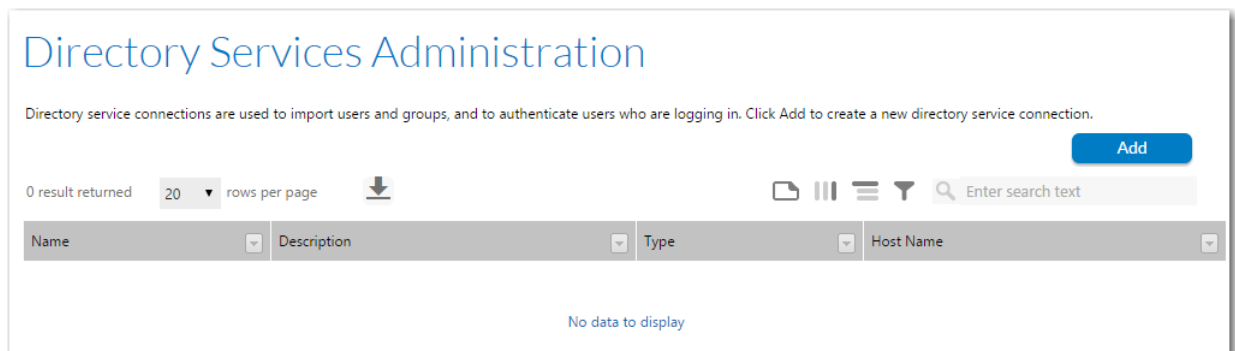 Directory Services Administration
Directory service connections are used to import users and groups, and to authenticate users who are logging in. Click Add to create a new directory service connection.
Add
0 result returned 20 rows per page Enter search text
Name Description Type Host Name
No data to display